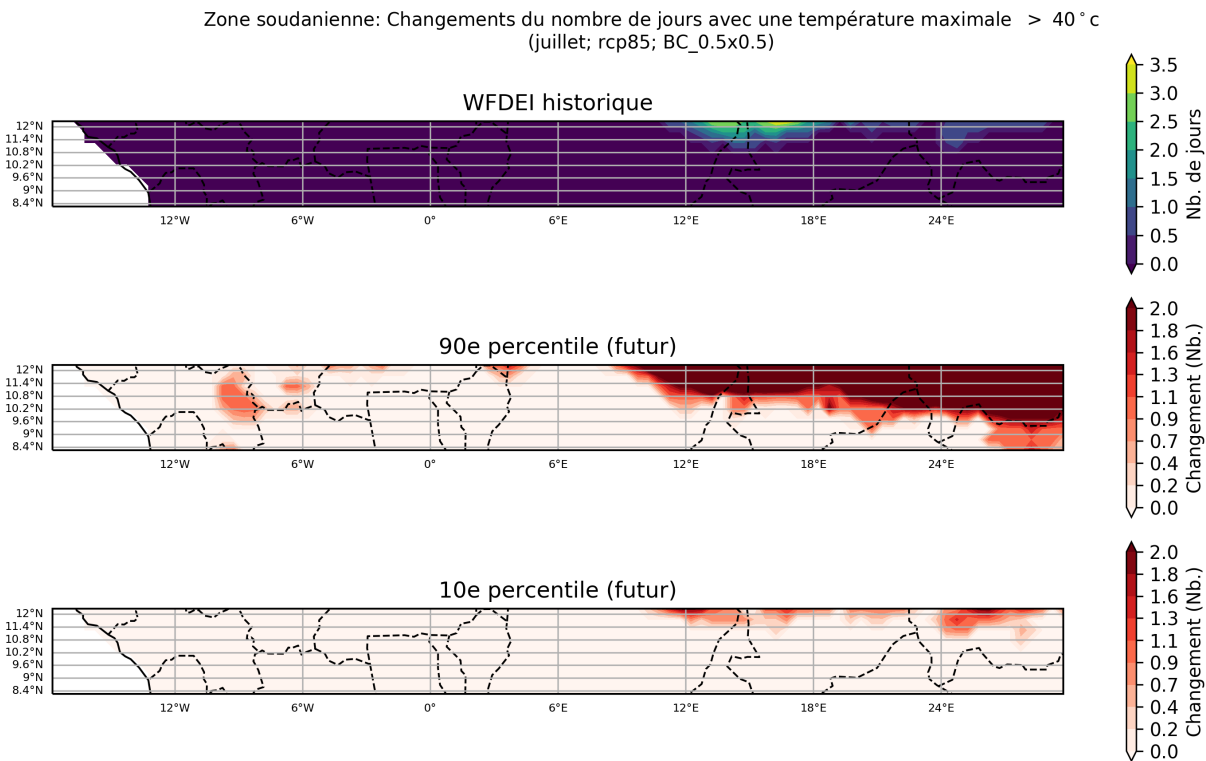 Zone soudanienne: Changements du nombre de jours avec une température maximale > 40°c
(juillet; rcp85; BC_0.5x0.5)
WFDEI historique
12°N
11.4°N
10.8°N
10.2°N
9.6°N
9°N
8.4°N
12°W 6°W 0° 6°E 12°E 18°E 24°E
3.5
3.0
2.5
2.0
1.5
1.0
0.5
0.0
Nb. de jours
90e percentile (futur)
12°N
11.4°N
10.8°N
10.2°N
9.6°N
9°N
8.4°N
12°W 6°W 0° 6°E 12°E 18°E 24°E
2.0
1.8
1.6
1.3
1.1
0.9
0.7
0.4
0.2
0.0
Changement (Nb.)
10e percentile (futur)
12°N
11.4°N
10.8°N
10.2°N
9.6°N
9°N
8.4°N
12°W 6°W 0° 6°E 12°E 18°E 24°E
2.0
1.8
1.6
1.3
1.1
0.9
0.7
0.4
0.2
0.0
Changement (Nb.)